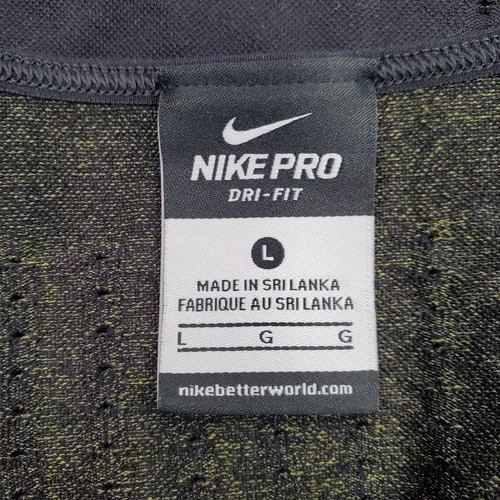 NIKE PRO
DRI-FIT
L
MADE IN SRI LANKA
FABRIQUE AU SRI LANKA
L G G
nikebetterworld.com